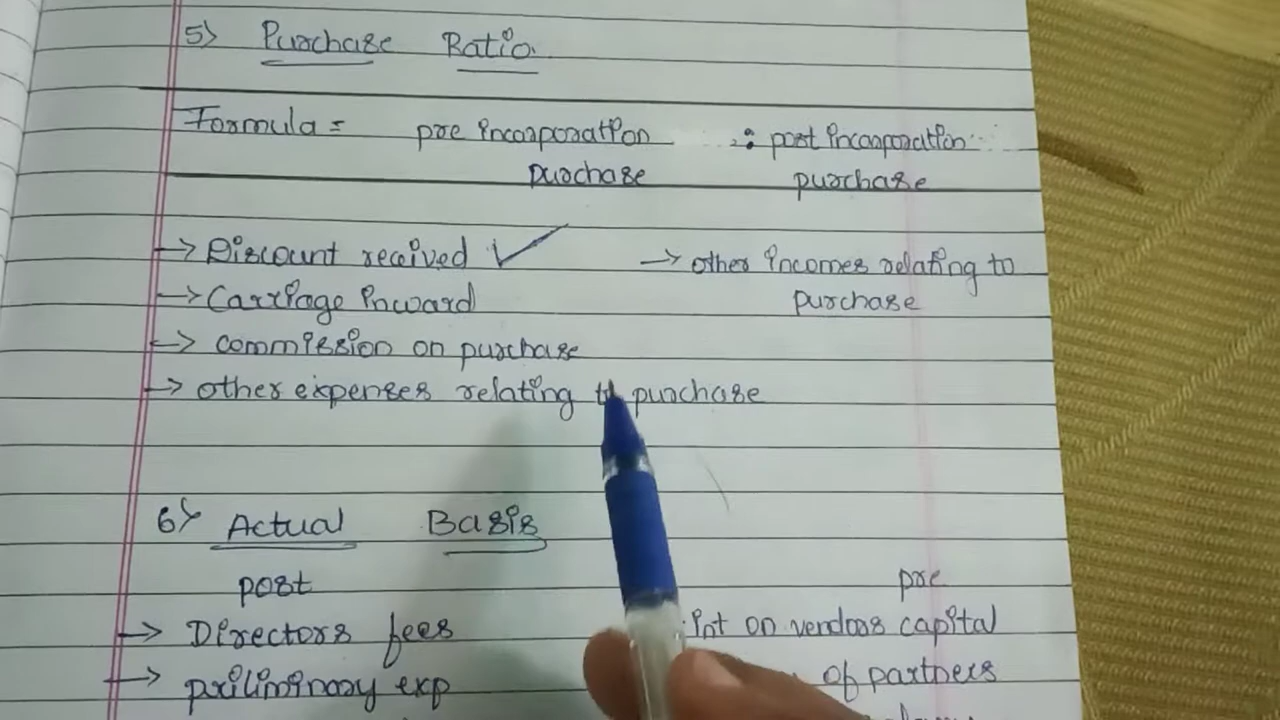 5) Purchase Ratio.
Formula = pre incorporation : post incorporation
purchase purchase
→ Discount received ✓ → other incomes relating to
→ Carriage inward purchase
→ commission on purchase
→ other expenses relating to purchase
6) Actual Basis
post pre
→ Directors fees int on vendors capital
→ priliminary exp of partners